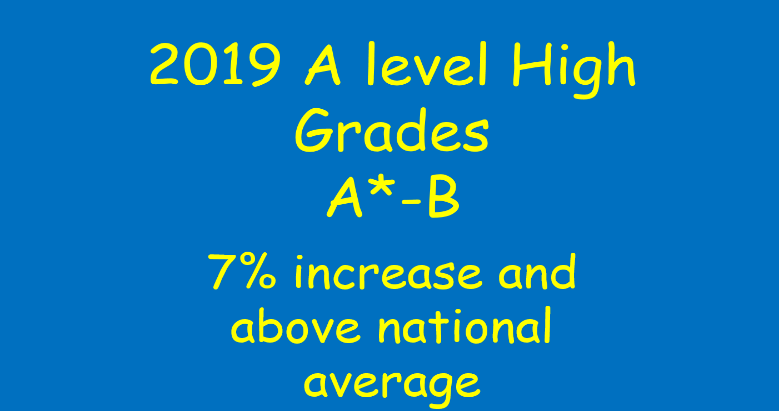 2019 A level High
Grades
A*-B
7% increase and
above national
average